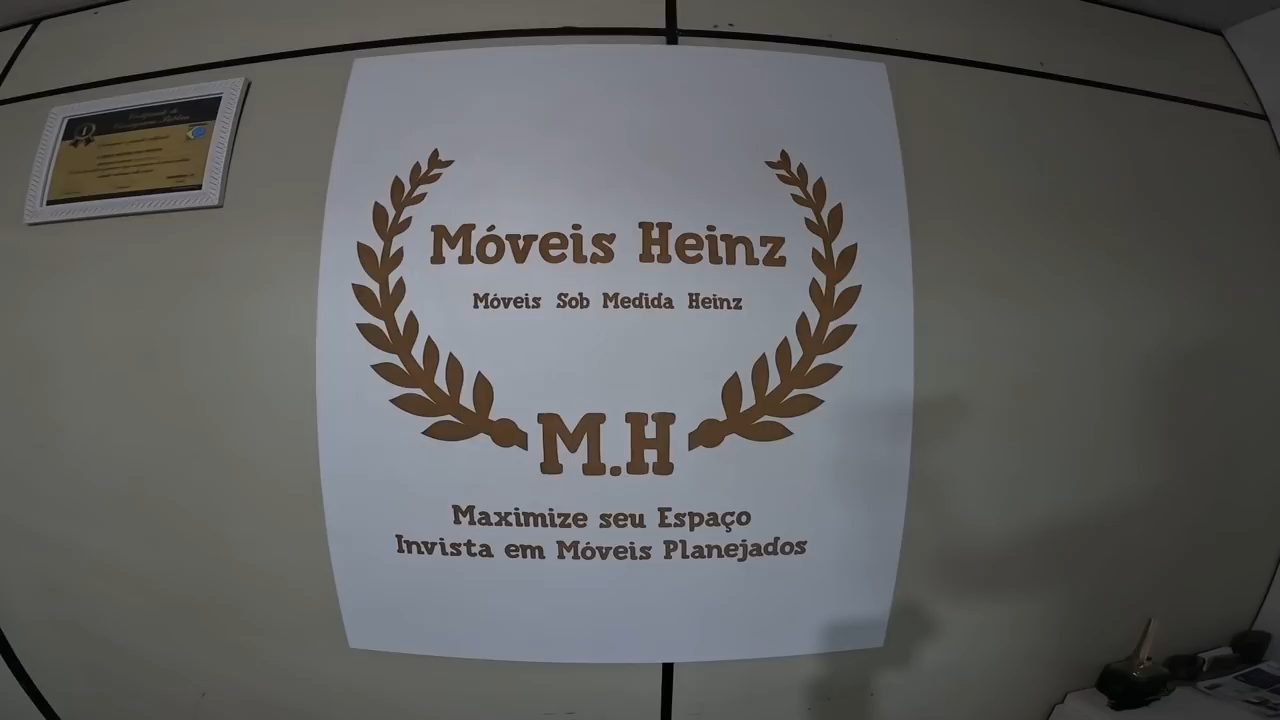 Móveis Heinz
Móveis Sob Medida Heinz
M.H
Maximize seu Espaço
Invista em Móveis Planejados